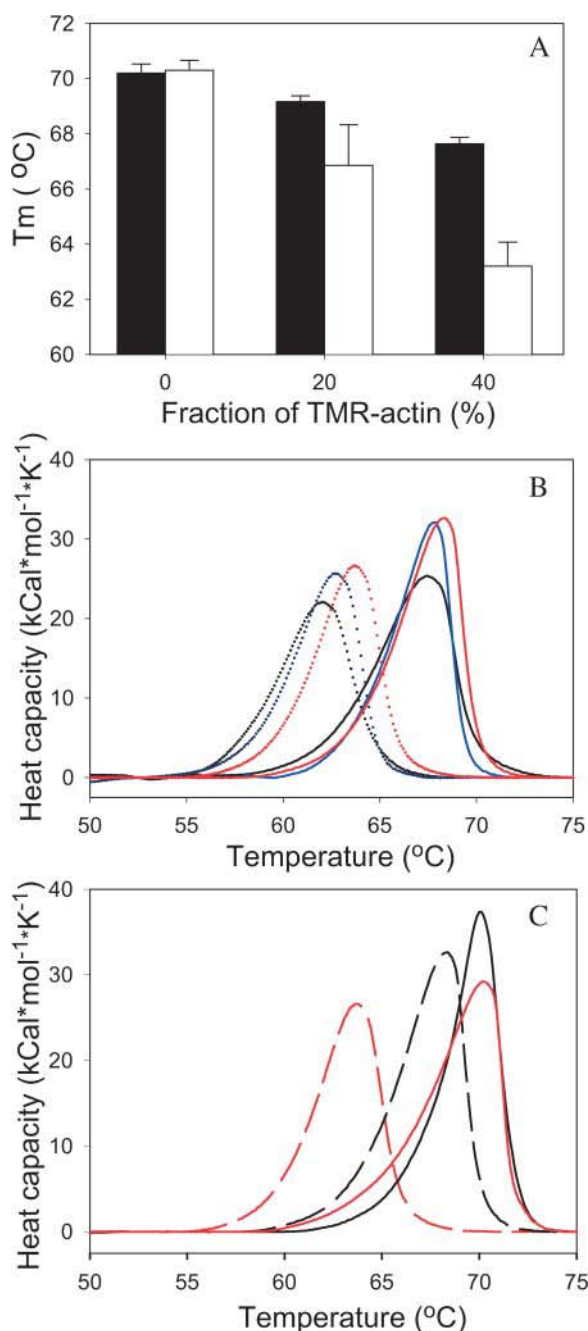 72
A
70
68
66
64
62
60
Tm ( °C)
0 20 40
Fraction of TMR-actin (%)
40
B
30
20
10
0
Heat capacity (kCal*mol⁻¹*K⁻¹)
50 55 60 65 70 75
Temperature (°C)
40
C
30
20
10
0
Heat capacity (kCal*mol⁻¹*K⁻¹)
50 55 60 65 70 75
Temperature (°C)